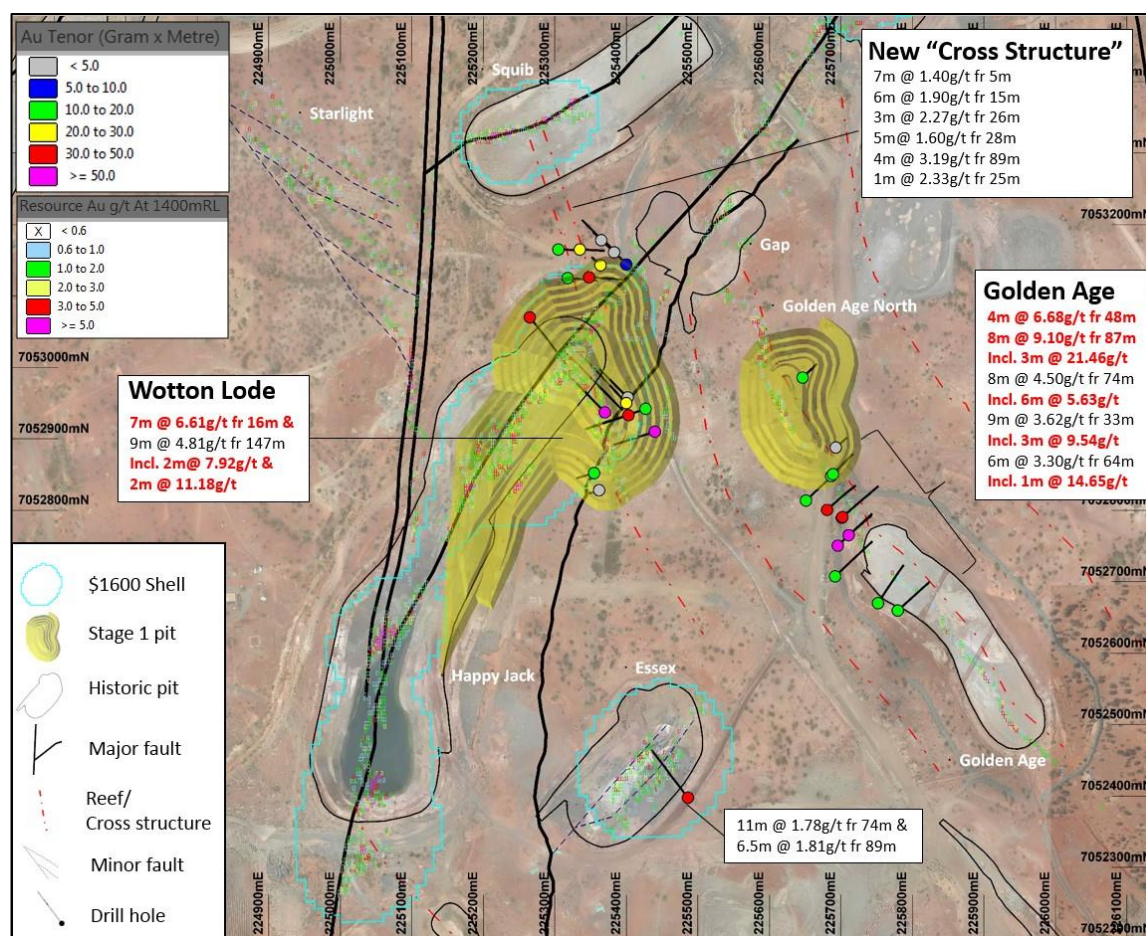 Au Tenor (Gram x Metre)
< 5.0
5.0 to 10.0
10.0 to 20.0
20.0 to 30.0
30.0 to 50.0
>= 50.0
Resource Au g/t At 1400mRL
X < 0.6
0.6 to 1.0
1.0 to 2.0
2.0 to 3.0
3.0 to 5.0
>= 5.0
224900mE
225000mE
225100mE
225200mE
225300mE
225400mE
225500mE
225600mE
225700mE
New “Cross Structure”
7m @ 1.40g/t fr 5m
6m @ 1.90g/t fr 15m
3m @ 2.27g/t fr 26m
5m@ 1.60g/t fr 28m
4m @ 3.19g/t fr 89m
1m @ 2.33g/t fr 25m
Squib
Starlight
Gap
Golden Age North
7053200mN
7053000mN
7052900mN
7052800mN
Golden Age
4m @ 6.68g/t fr 48m
8m @ 9.10g/t fr 87m
Incl. 3m @ 21.46g/t
8m @ 4.50g/t fr 74m
Incl. 6m @ 5.63g/t
9m @ 3.62g/t fr 33m
Incl. 3m @ 9.54g/t
6m @ 3.30g/t fr 64m
Incl. 1m @ 14.65g/t
Wotton Lode
7m @ 6.61g/t fr 16m &
9m @ 4.81g/t fr 147m
Incl. 2m@ 7.92g/t &
2m @ 11.18g/t
7052700mN
7052600mN
7052500mN
7052400mN
7052300mN
$1600 Shell
Stage 1 pit
Historic pit
Major fault
Reef/
Cross structure
Minor fault
Drill hole
Happy Jack
Essex
Golden Age
11m @ 1.78g/t fr 74m &
6.5m @ 1.81g/t fr 89m
224900mE
225000mE
225100mE
225200mE
225300mE
225400mE
225500mE
225600mE
225700mE
225800mE
225900mE
226000mE
226100mE